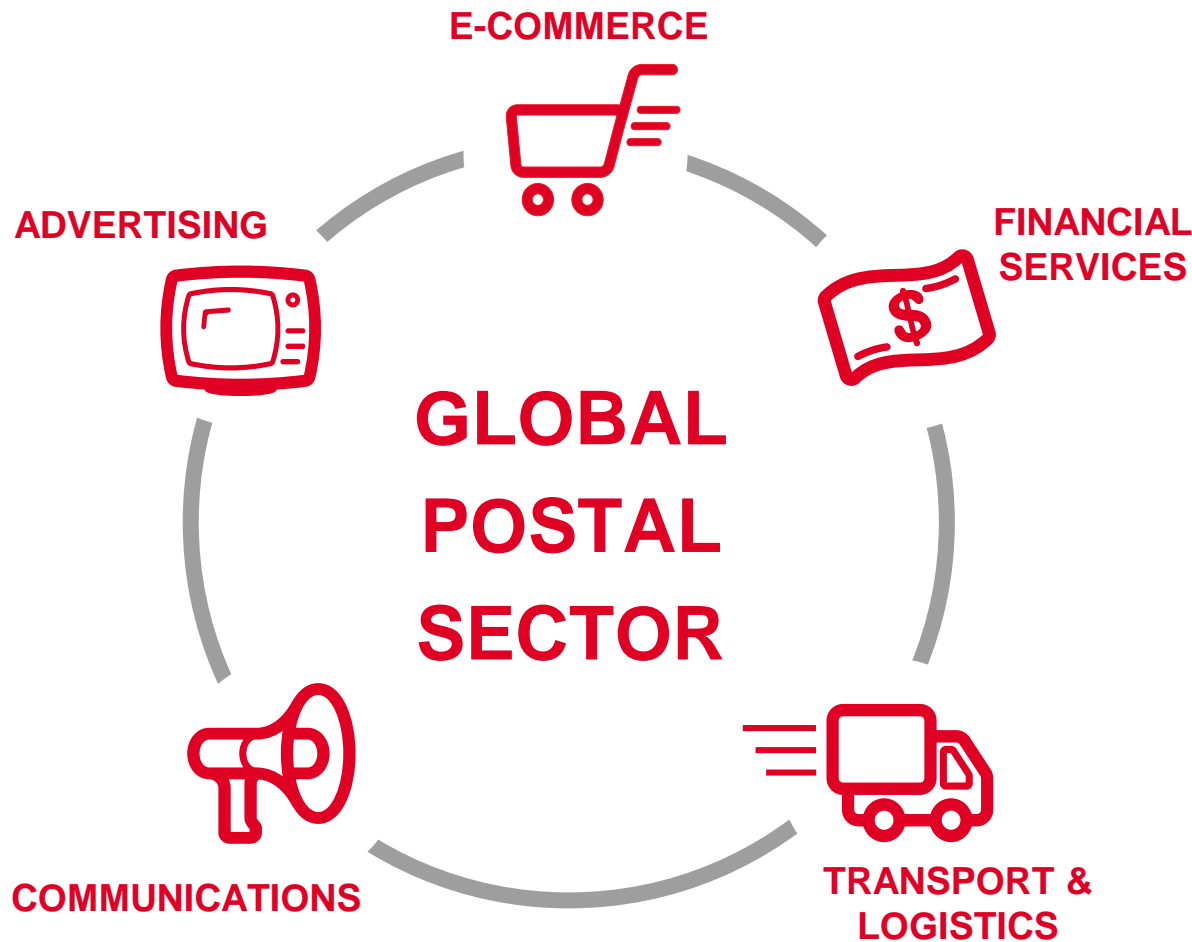 E-COMMERCE
ADVERTISING
FINANCIAL
SERVICES
$
GLOBAL
POSTAL
SECTOR
COMMUNICATIONS
TRANSPORT &
LOGISTICS